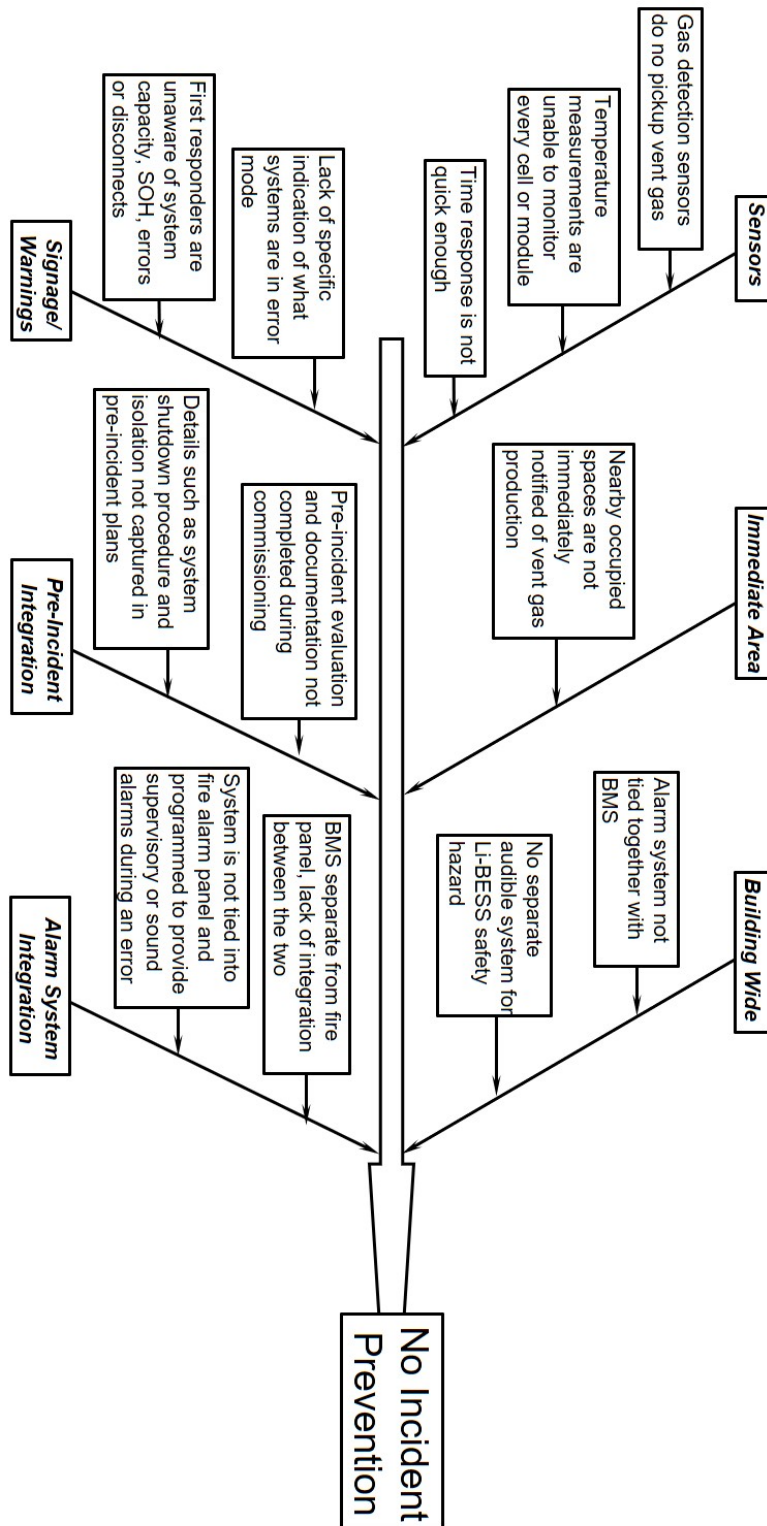 Sensors
Gas detection sensors
do no pickup vent gas
Temperature
measurements are
unable to monitor
every cell or module
Time response is not
quick enough
Immediate Area
Nearby occupied
spaces are not
immediately
notified of vent gas
production
Building Wide
Alarm system not
tied together with
BMS
No separate
audible system for
Li-BESS safety
hazard
No Incident
Prevention
Lack of specific
indication of what
systems are in error
mode
First responders are
unaware of system
capacity, SOH, errors
or disconnects
Signage/
Warnings
Pre-incident evaluation
and documentation not
completed during
commissioning
Details such as system
shutdown procedure and
isolation not captured in
pre-incident plans
Pre-Incident
Integration
BMS separate from fire
panel, lack of integration
between the two
System is not tied into
fire alarm panel and
programmed to provide
supervisory or sound
alarms during an error
Alarm System
Integration